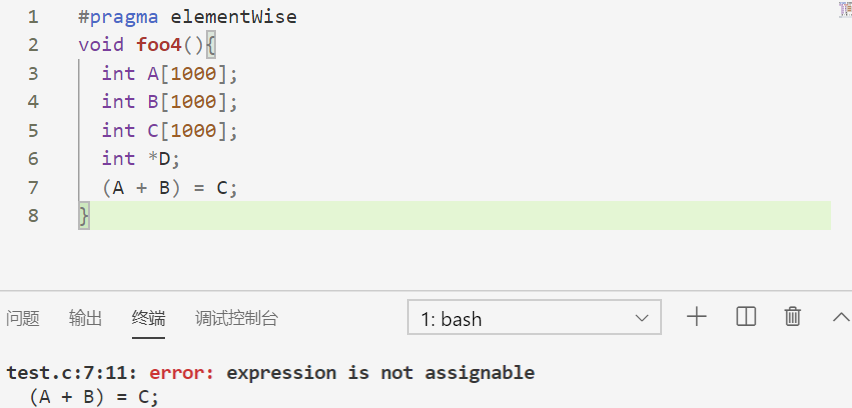 1 #pragma elementWise
2 void foo4(){
3   int A[1000];
4   int B[1000];
5   int C[1000];
6   int *D;
7   (A + B) = C;
8 }
问题 输出 终端 调试控制台 1: bash
test.c:7:11: error: expression is not assignable
  (A + B) = C;